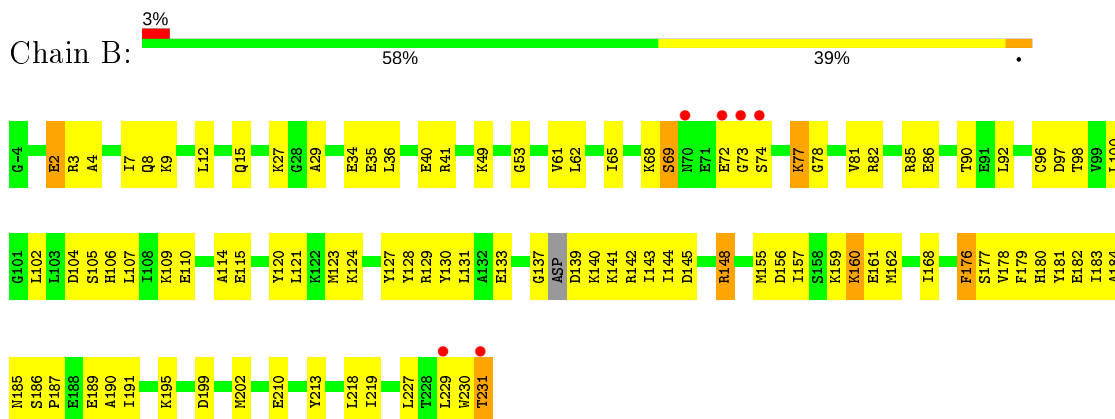 3%
Chain B:
58% 39% •
G-4 E2 R3 A4 I7 Q8 K9 L12 Q15 K27 G28 A29 E34 E35 L36 E40 R41 K49 G53 V61 L62 I65 K68 S69 N70 E71 E72 G73 S74 K77 G78 V81 R82 R85 E86 T90 E91 L92 C96 D97 T98 V99 L100
G101 L102 L103 D104 S105 H106 L107 I108 K109 E110 A114 E115 Y120 L121 K122 M123 K124 Y127 Y128 R129 Y130 L131 A132 E133 G137 ASP D139 K140 K141 R142 I143 I144 D145 R148 M155 D156 I157 S158 K159 K160 E161 M162 I168 F176 S177 V178 F179 H180 Y181 E182 I183 A184
N185 S186 P187 E188 E189 A190 I191 K195 D199 M202 E210 Y213 L218 I219 L227 T228 L229 W230 T231